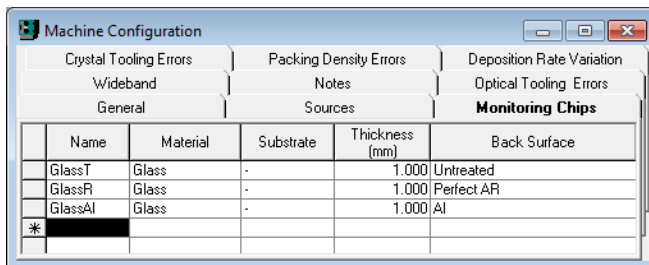 Machine Configuration
Crystal Tooling Errors Packing Density Errors Deposition Rate Variation
Wideband Notes Optical Tooling Errors
General Sources Monitoring Chips
Name Material Substrate Thickness (mm) Back Surface
GlassT Glass - 1.000 Untreated
GlassR Glass - 1.000 Perfect AR
GlassAl Glass - 1.000 Al
*